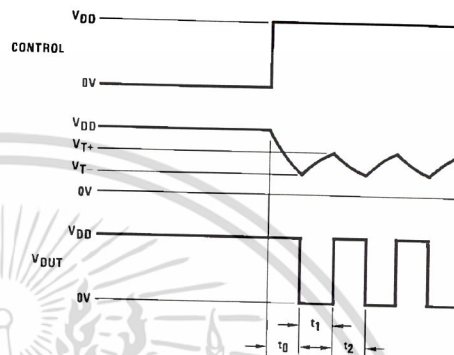 VDD
CONTROL
0V
VDD
VT+
VT−
0V
VDD
VOUT
0V
t1
t0
t2